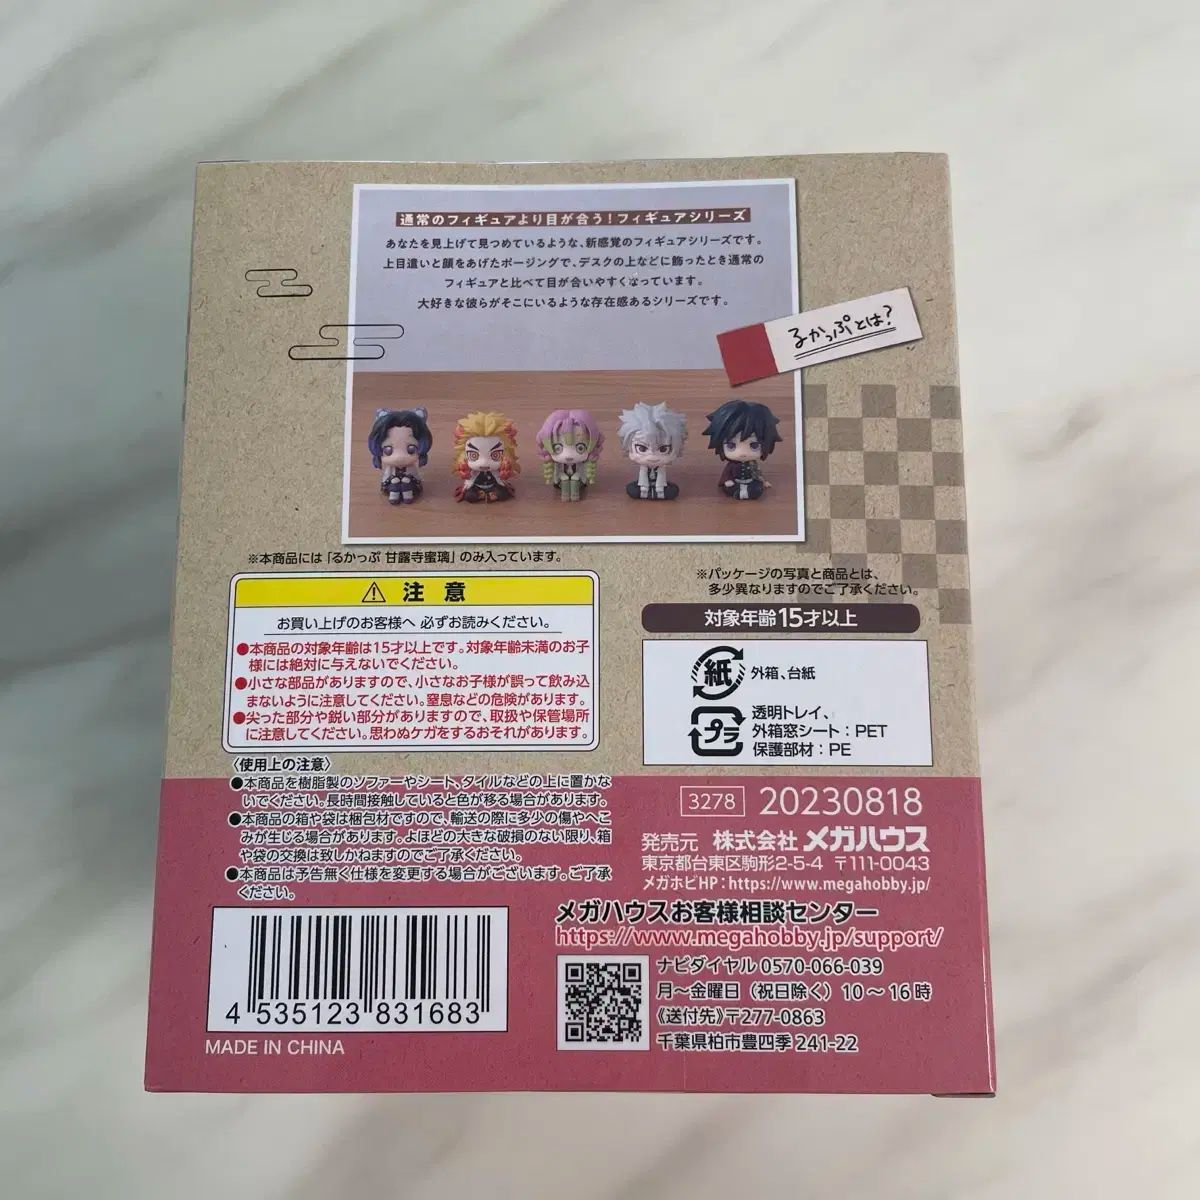 通常のフィギュアより目が合う！フィギュアシリーズ
あなたを見上げて見つめているような、新感覚のフィギュアシリーズです。
上目遣いと顔をあげたポージングで、デスクの上などに飾ったとき通常の
フィギュアと比べて目が合いやすくなっています。
大好きな彼らがそこにいるような存在感あるシリーズです。
るかっぷとは?
※本商品には「るかっぷ 甘露寺蜜璃」のみ入っています。
※パッケージの写真と商品とは、
多少異なりますのでご了承ください。
対象年齢15才以上
⚠ 注意
お買い上げのお客様へ 必ずお読みください。
●本商品の対象年齢は15才以上です。対象年齢未満のお子
様には絶対に与えないでください。
●小さな部品がありますので、小さなお子様が誤って飲み込
まないように注意してください。窒息などの危険があります。
●尖った部分や鋭い部分がありますので、取扱や保管場所
に注意してください。思わぬケガをするおそれがあります。
紙 外箱、台紙
プラ 透明トレイ、
外箱窓シート：PET
保護部材：PE
〈使用上の注意〉
●本商品を樹脂製のソファーやシート、タイルなどの上に置かな
いでください。長時間接触していると色が移る場合があります。
●本商品の箱や袋は梱包材ですので、輸送の際に多少の傷やへこ
みが生じる場合があります。よほどの大きな破損のない限り、箱
や袋の交換は致しかねますのでご了承ください。
●本商品は予告無く仕様を変更する場合がございます。ご了承
ください。
3278 20230818
発売元 株式会社 メガハウス
東京都台東区駒形2-5-4 〒111-0043
メガホビHP：https://www.megahobby.jp/
メガハウスお客様相談センター
https://www.megahobby.jp/support/
ナビダイヤル 0570-066-039
月〜金曜日（祝日除く）10〜16時
《送付先》〒277-0863
千葉県柏市豊四季 241-22
4 535123 831683
MADE IN CHINA